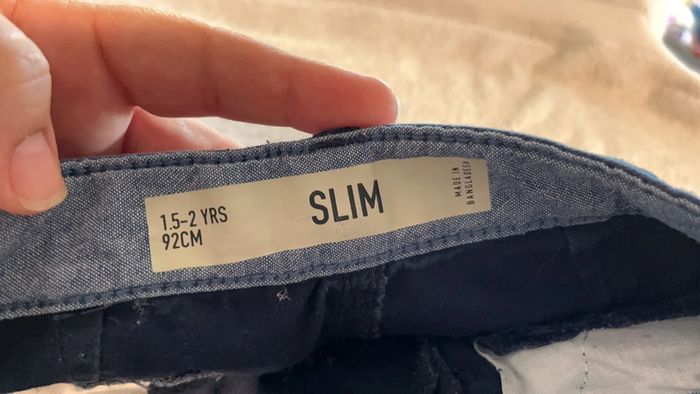 1.5-2 YRS
92CM
SLIM
MADE IN
BANGLADESH